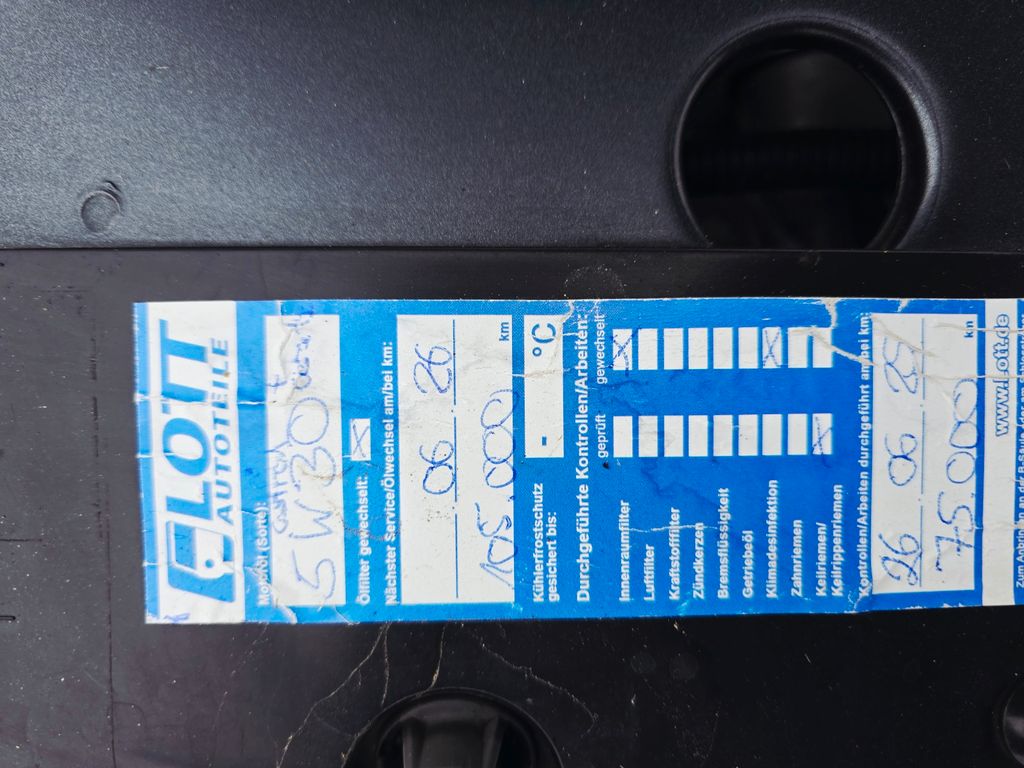 LOTT
AUTOTEILE
Motoröl (Sorte):
Castrol
5W30
Ölfilter gewechselt: X
Nächster Service/Ölwechsel am/bei km:
06 26
105.000 km
Kühlerfrostschutz
gesichert bis: - °C
Durchgeführte Kontrollen/Arbeiten:
geprüft gewechselt
Innenraumfilter X
Luftfilter
Kraftstofffilter
Zündkerzen
Bremsflüssigkeit
Getriebeöl
Klimadesinfektion X
Zahnriemen
Keilriemen/
Keilrippenriemen X
Kontrollen/Arbeiten durchgeführt am/bei km:
26 06 25
75.000 km
www.lott.de